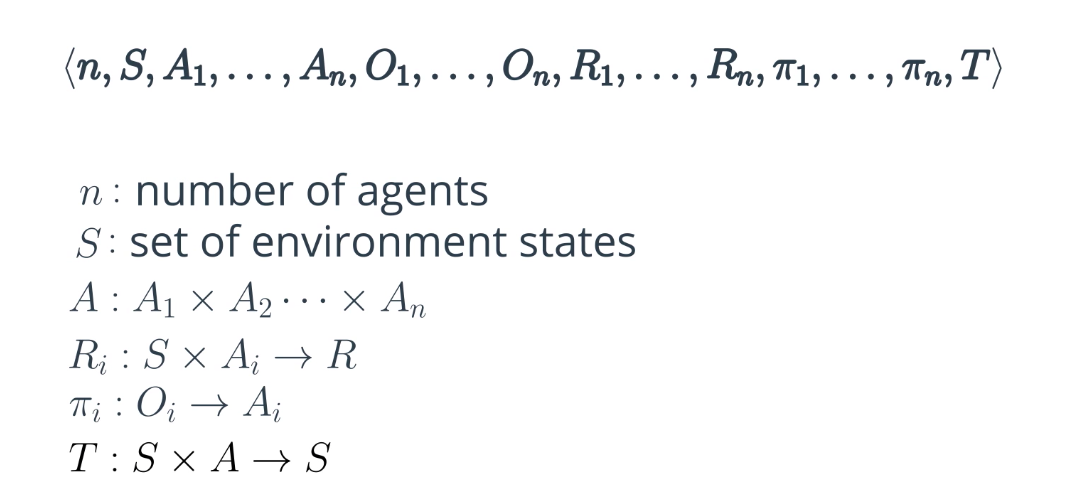 ⟨n, S, A₁, . . . , Aₙ, O₁, . . . , Oₙ, R₁, . . . , Rₙ, π₁, . . . , πₙ, T⟩
n : number of agents
S : set of environment states
A : A₁ × A₂ · · · × Aₙ
Rᵢ : S × Aᵢ → R
πᵢ : Oᵢ → Aᵢ
T : S × A → S